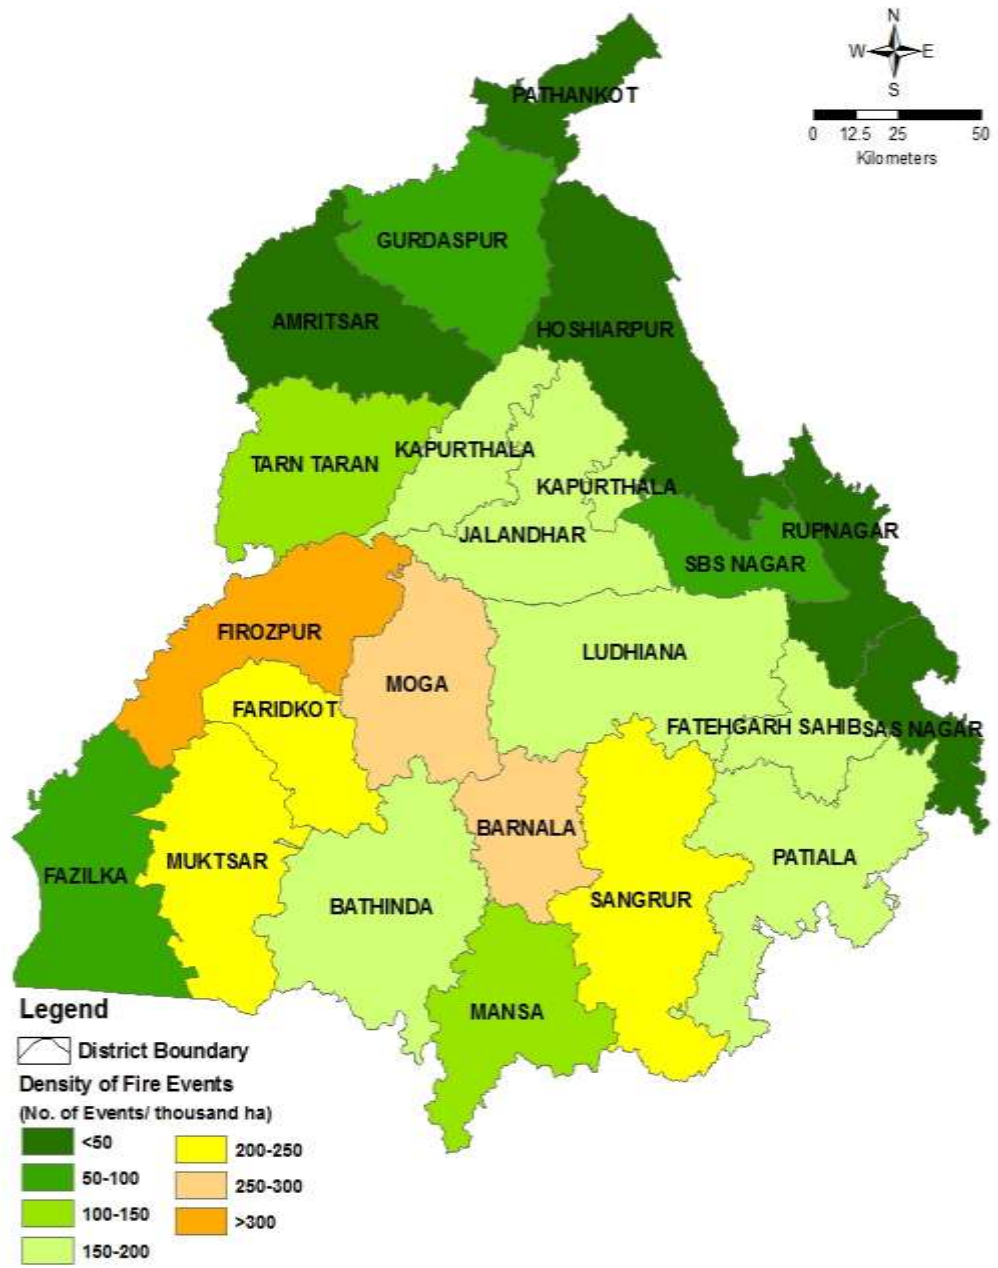 N
W E
S
0 12.5 25 50
Kilometers
PATHANKOT
GURDASPUR
AMRITSAR
HOSHIARPUR
TARN TARAN
KAPURTHALA
KAPURTHALA
JALANDHAR
RUPNAGAR
SBS NAGAR
FIROZPUR
LUDHIANA
MOGA
FARIDKOT
FATEHGARH SAHIB
SAS NAGAR
BARNALA
MUKTSAR
PATIALA
FAZILKA
SANGRUR
BATHINDA
MANSA
Legend
District Boundary
Density of Fire Events
(No. of Events/ thousand ha)
<50
50-100
100-150
150-200
200-250
250-300
>300